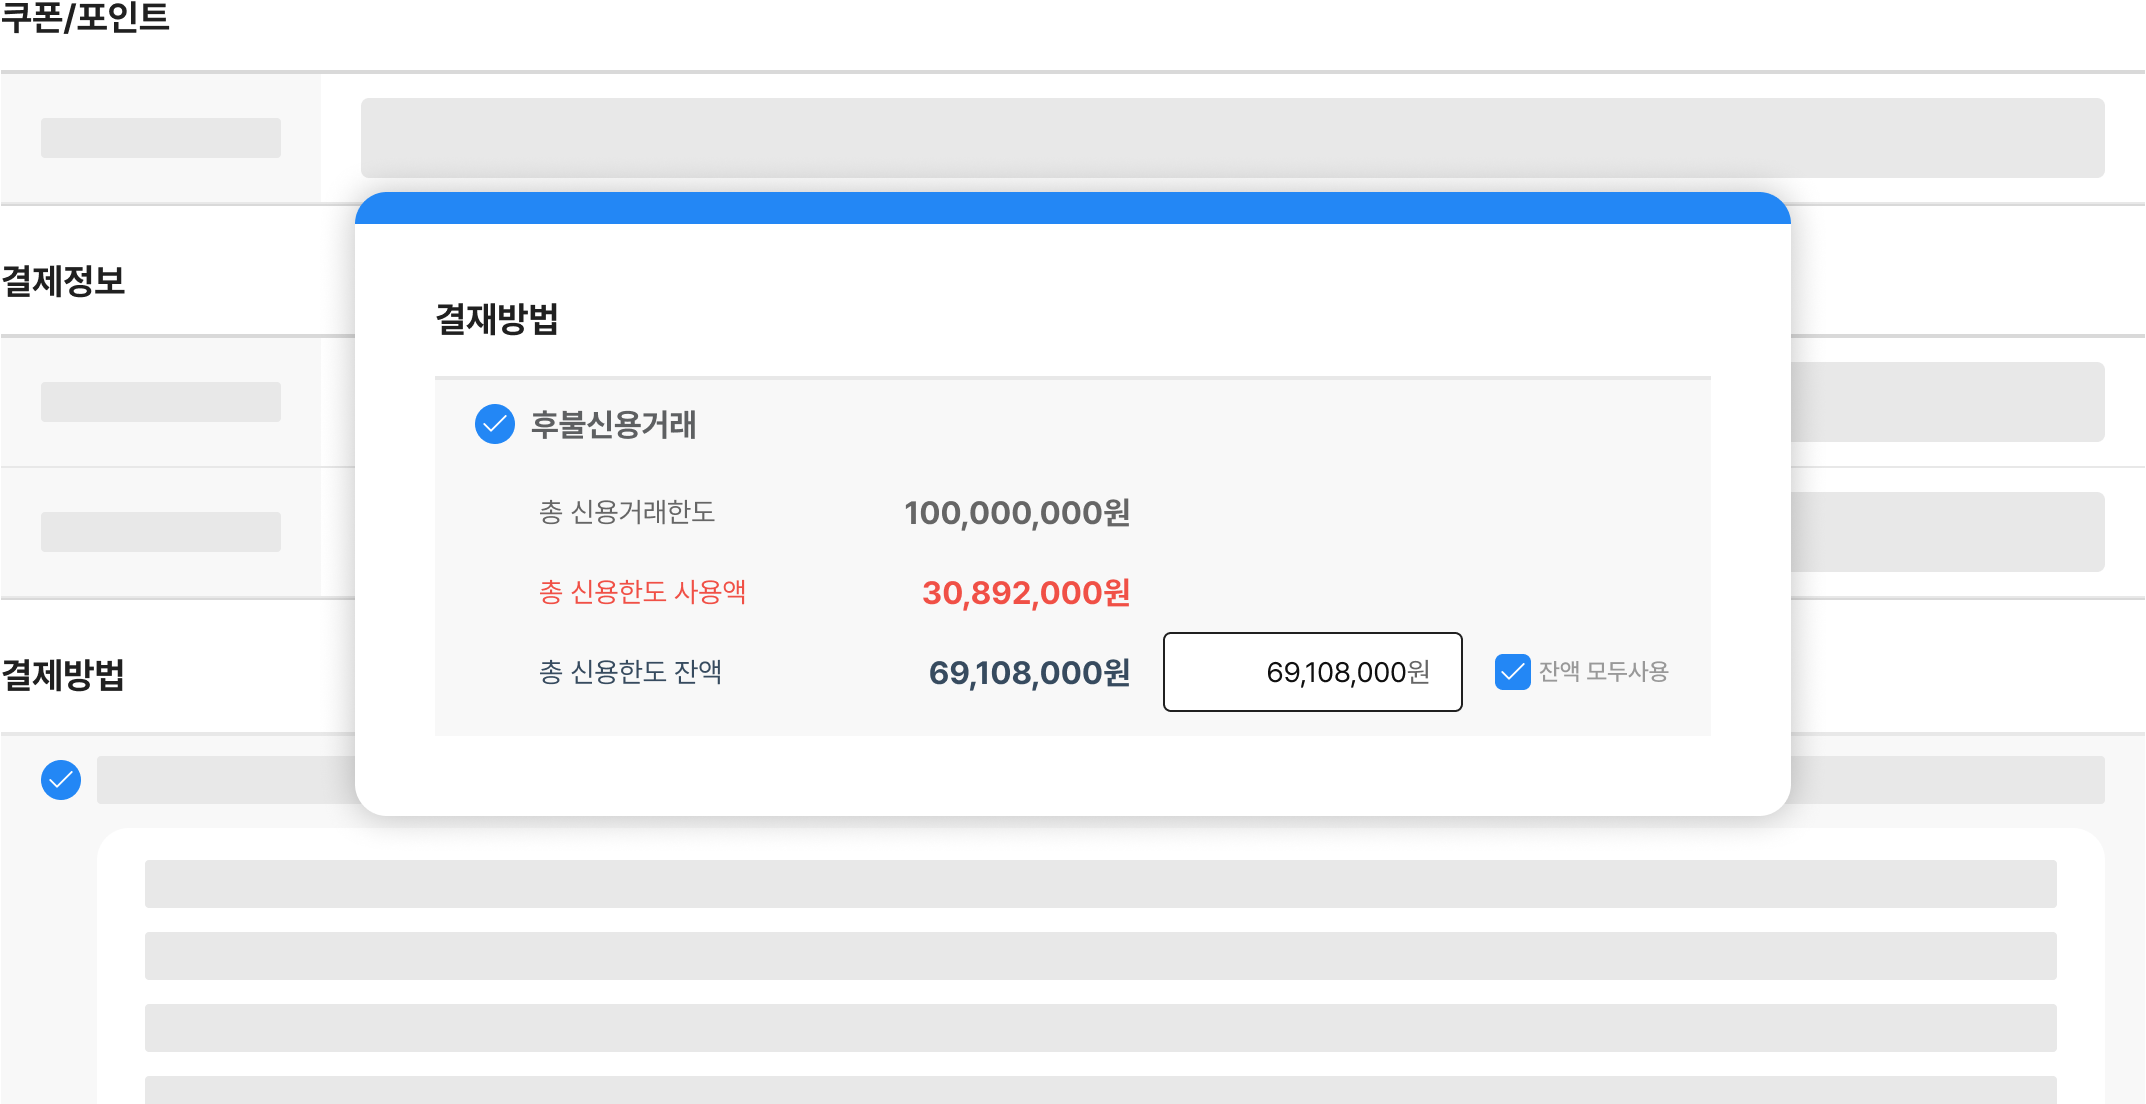 쿠폰/포인트
결제정보
결제방법
결재방법
후불신용거래
총 신용거래한도 100,000,000원
총 신용한도 사용액 30,892,000원
총 신용한도 잔액 69,108,000원 69,108,000원 잔액 모두사용